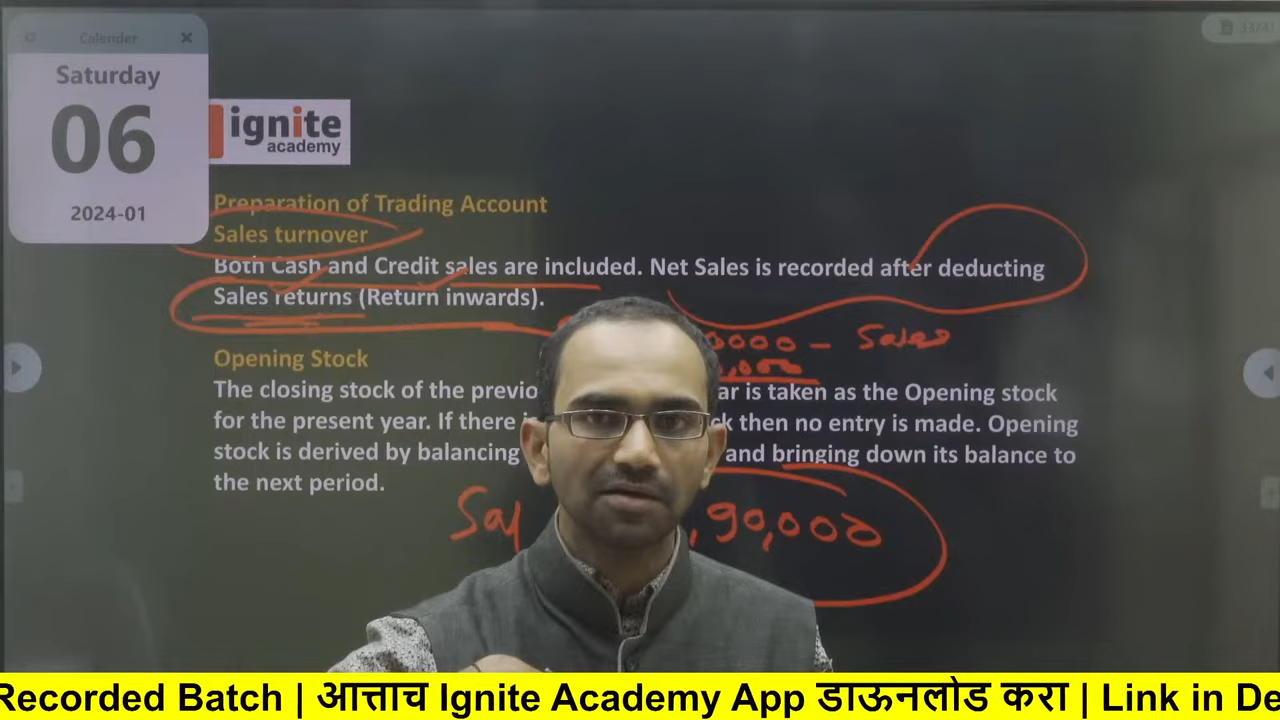 Calender
Saturday
06
2024-01
ignite
academy
Preparation of Trading Account
Sales turnover
Both Cash and Credit sales are included. Net Sales is recorded after deducting
Sales returns (Return inwards).
0000 — Sales
,000
Opening Stock
The closing stock of the previo ar is taken as the Opening stock
for the present year. If there ck then no entry is made. Opening
stock is derived by balancing and bringing down its balance to
the next period.
Sal ,90,000
Recorded Batch | आत्ताच Ignite Academy App डाऊनलोड करा | Link in De